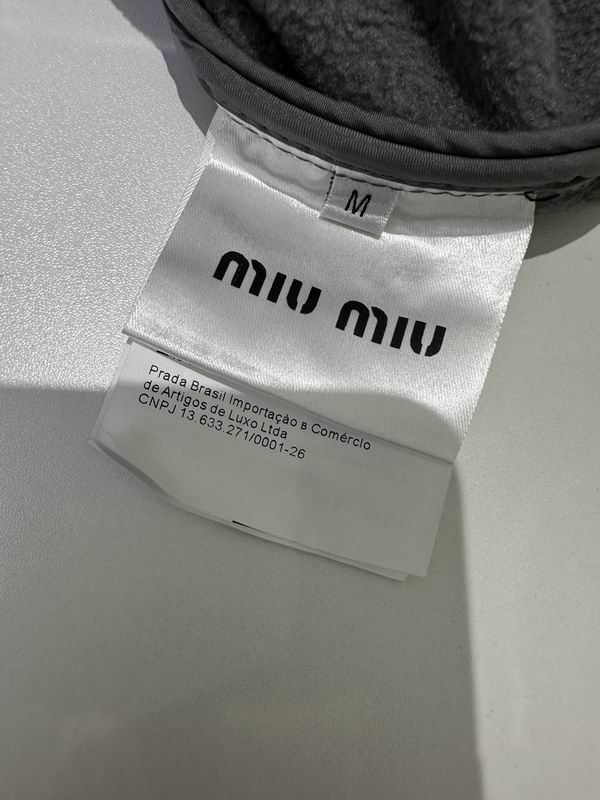 M
miu miu
Prada Brasil Importação в Comércio
de Artigos de Luxo Ltda
CNPJ 13.633.271/0001-26